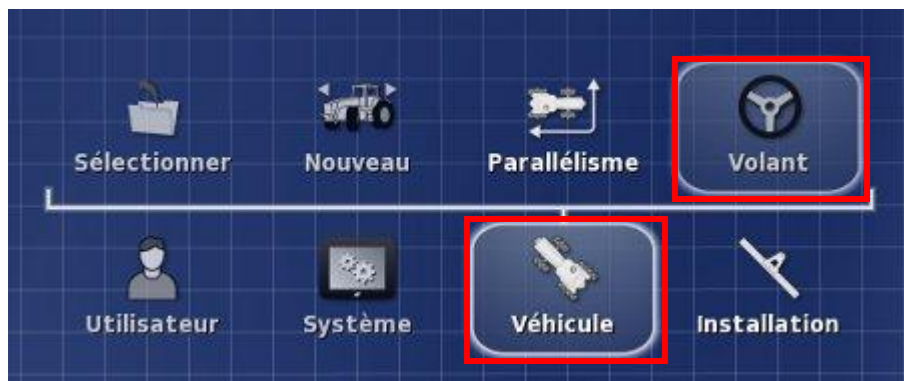 Sélectionner Nouveau Parallélisme Volant
Utilisateur Système Véhicule Installation